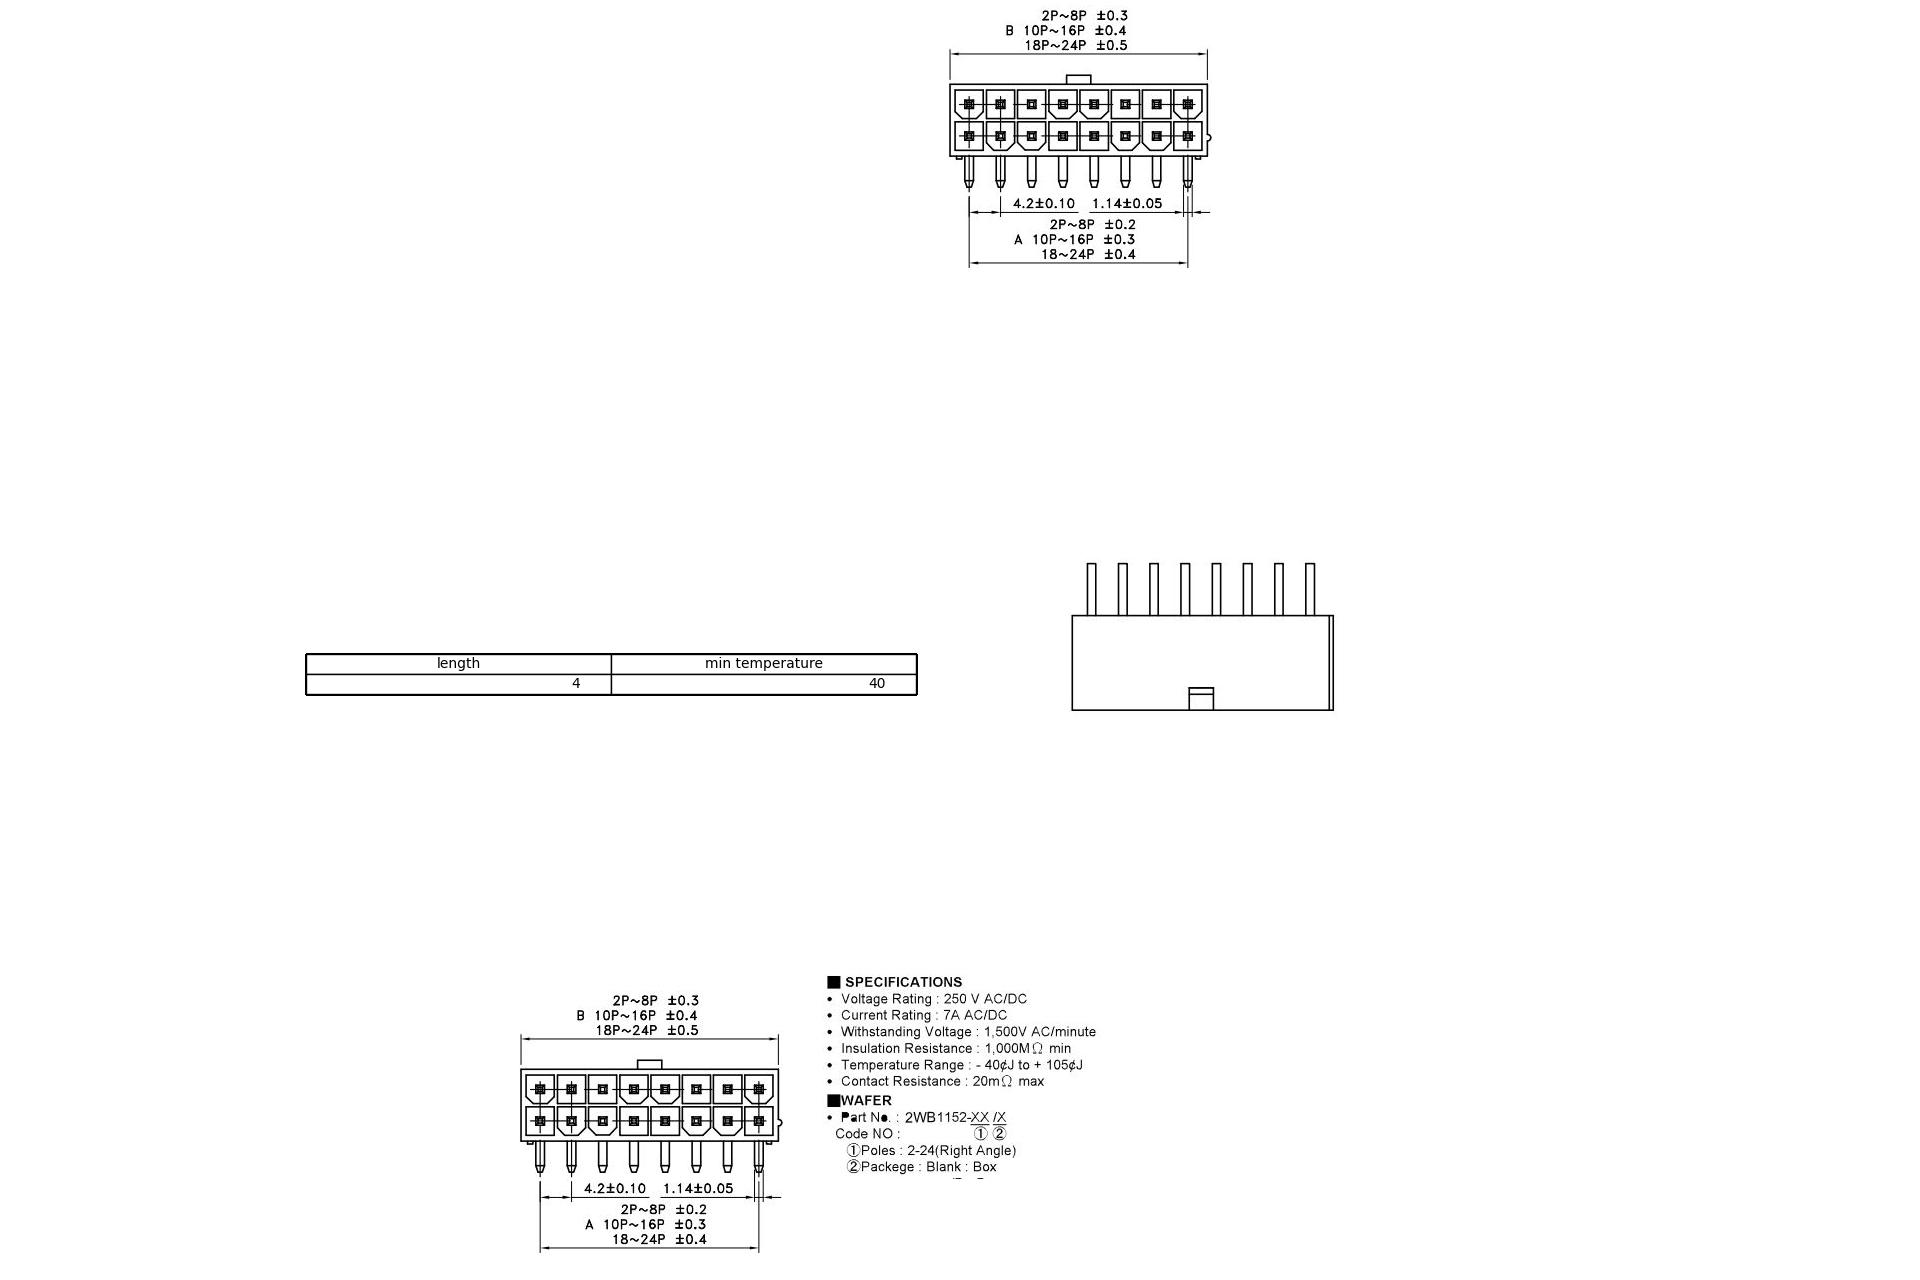 2P~8P ±0.3
B 10P~16P ±0.4
18P~24P ±0.5
4.2±0.10 1.14±0.05
2P~8P ±0.2
A 10P~16P ±0.3
18~24P ±0.4
length min temperature
4 40
2P~8P ±0.3
B 10P~16P ±0.4
18P~24P ±0.5
4.2±0.10 1.14±0.05
2P~8P ±0.2
A 10P~16P ±0.3
18~24P ±0.4
■ SPECIFICATIONS
• Voltage Rating : 250 V AC/DC
• Current Rating : 7A AC/DC
• Withstanding Voltage : 1,500V AC/minute
• Insulation Resistance : 1,000MΩ min
• Temperature Range : - 40¢J to + 105¢J
• Contact Resistance : 20mΩ max
■WAFER
• Part No. : 2WB1152-XX /X
Code NO : ① ②
①Poles : 2-24(Right Angle)
②Packege : Blank : Box